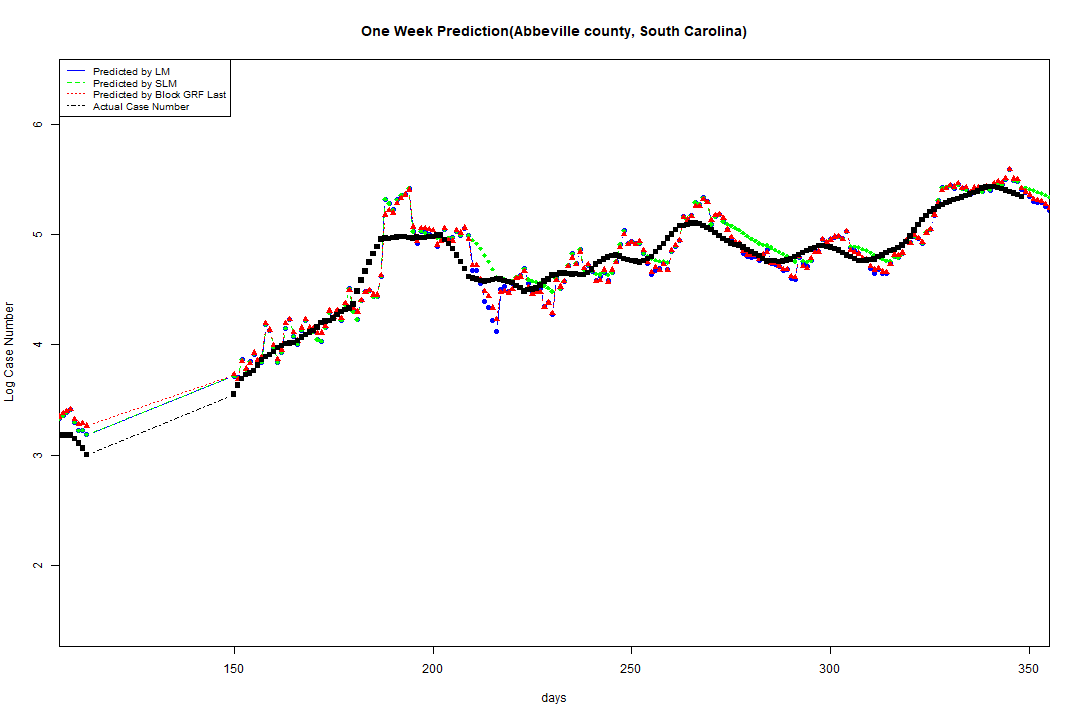 One Week Prediction(Abbeville county, South Carolina)
Predicted by LM
Predicted by SLM
Predicted by Block GRF Last
Actual Case Number
Log Case Number
6
5
4
3
2
150
200
250
300
350
days